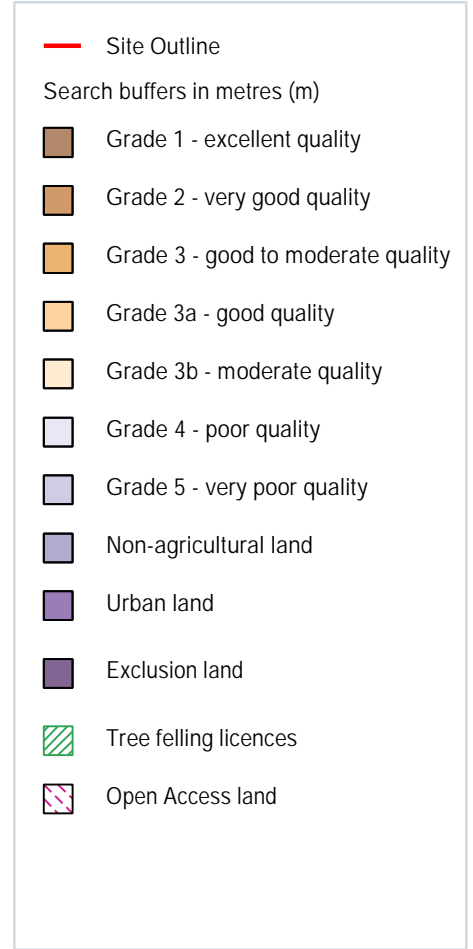 Site Outline
Search buffers in metres (m)
Grade 1 - excellent quality
Grade 2 - very good quality
Grade 3 - good to moderate quality
Grade 3a - good quality
Grade 3b - moderate quality
Grade 4 - poor quality
Grade 5 - very poor quality
Non-agricultural land
Urban land
Exclusion land
Tree felling licences
Open Access land